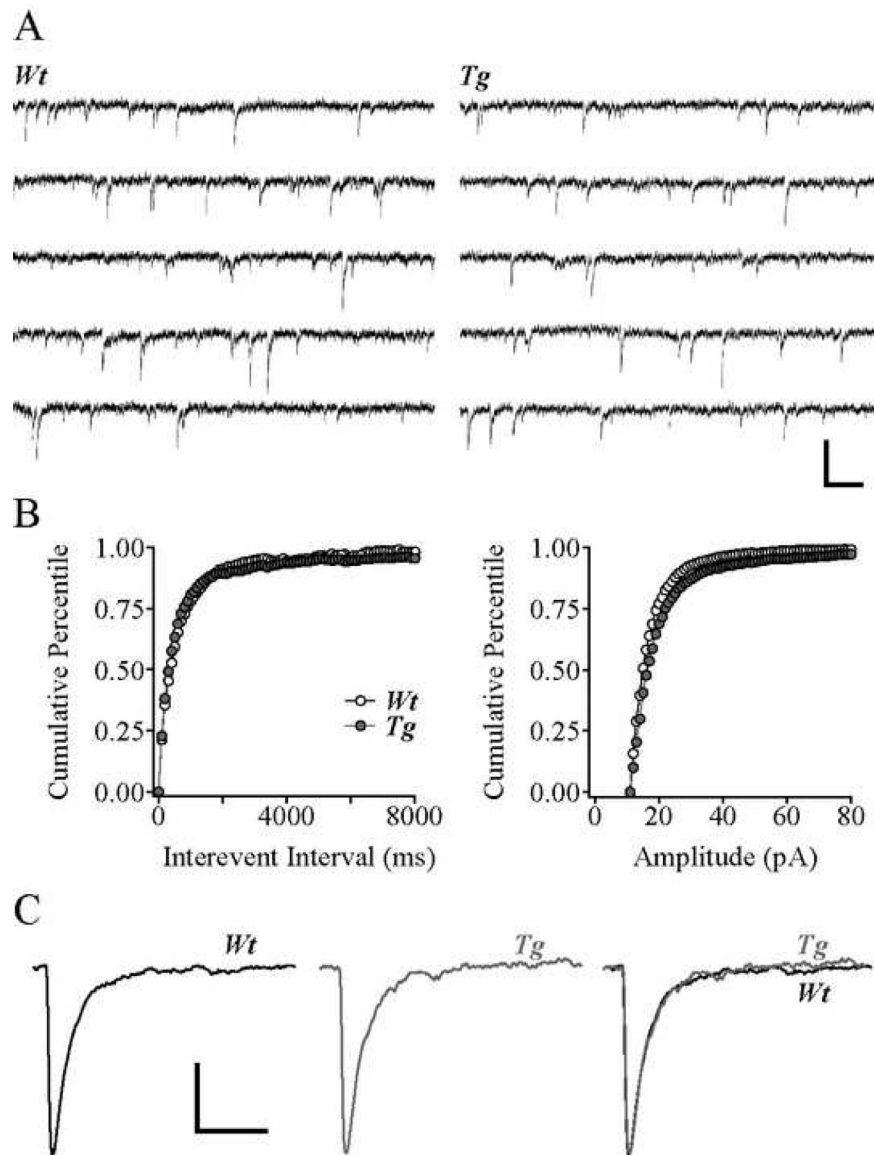 A
Wt Tg
B
Cumulative Percentile
1.00
0.75
0.50
0.25
0.00
0 4000 8000
Interevent Interval (ms)
Wt
Tg
Cumulative Percentile
1.00
0.75
0.50
0.25
0.00
0 20 40 60 80
Amplitude (pA)
C
Wt Tg Tg
Wt